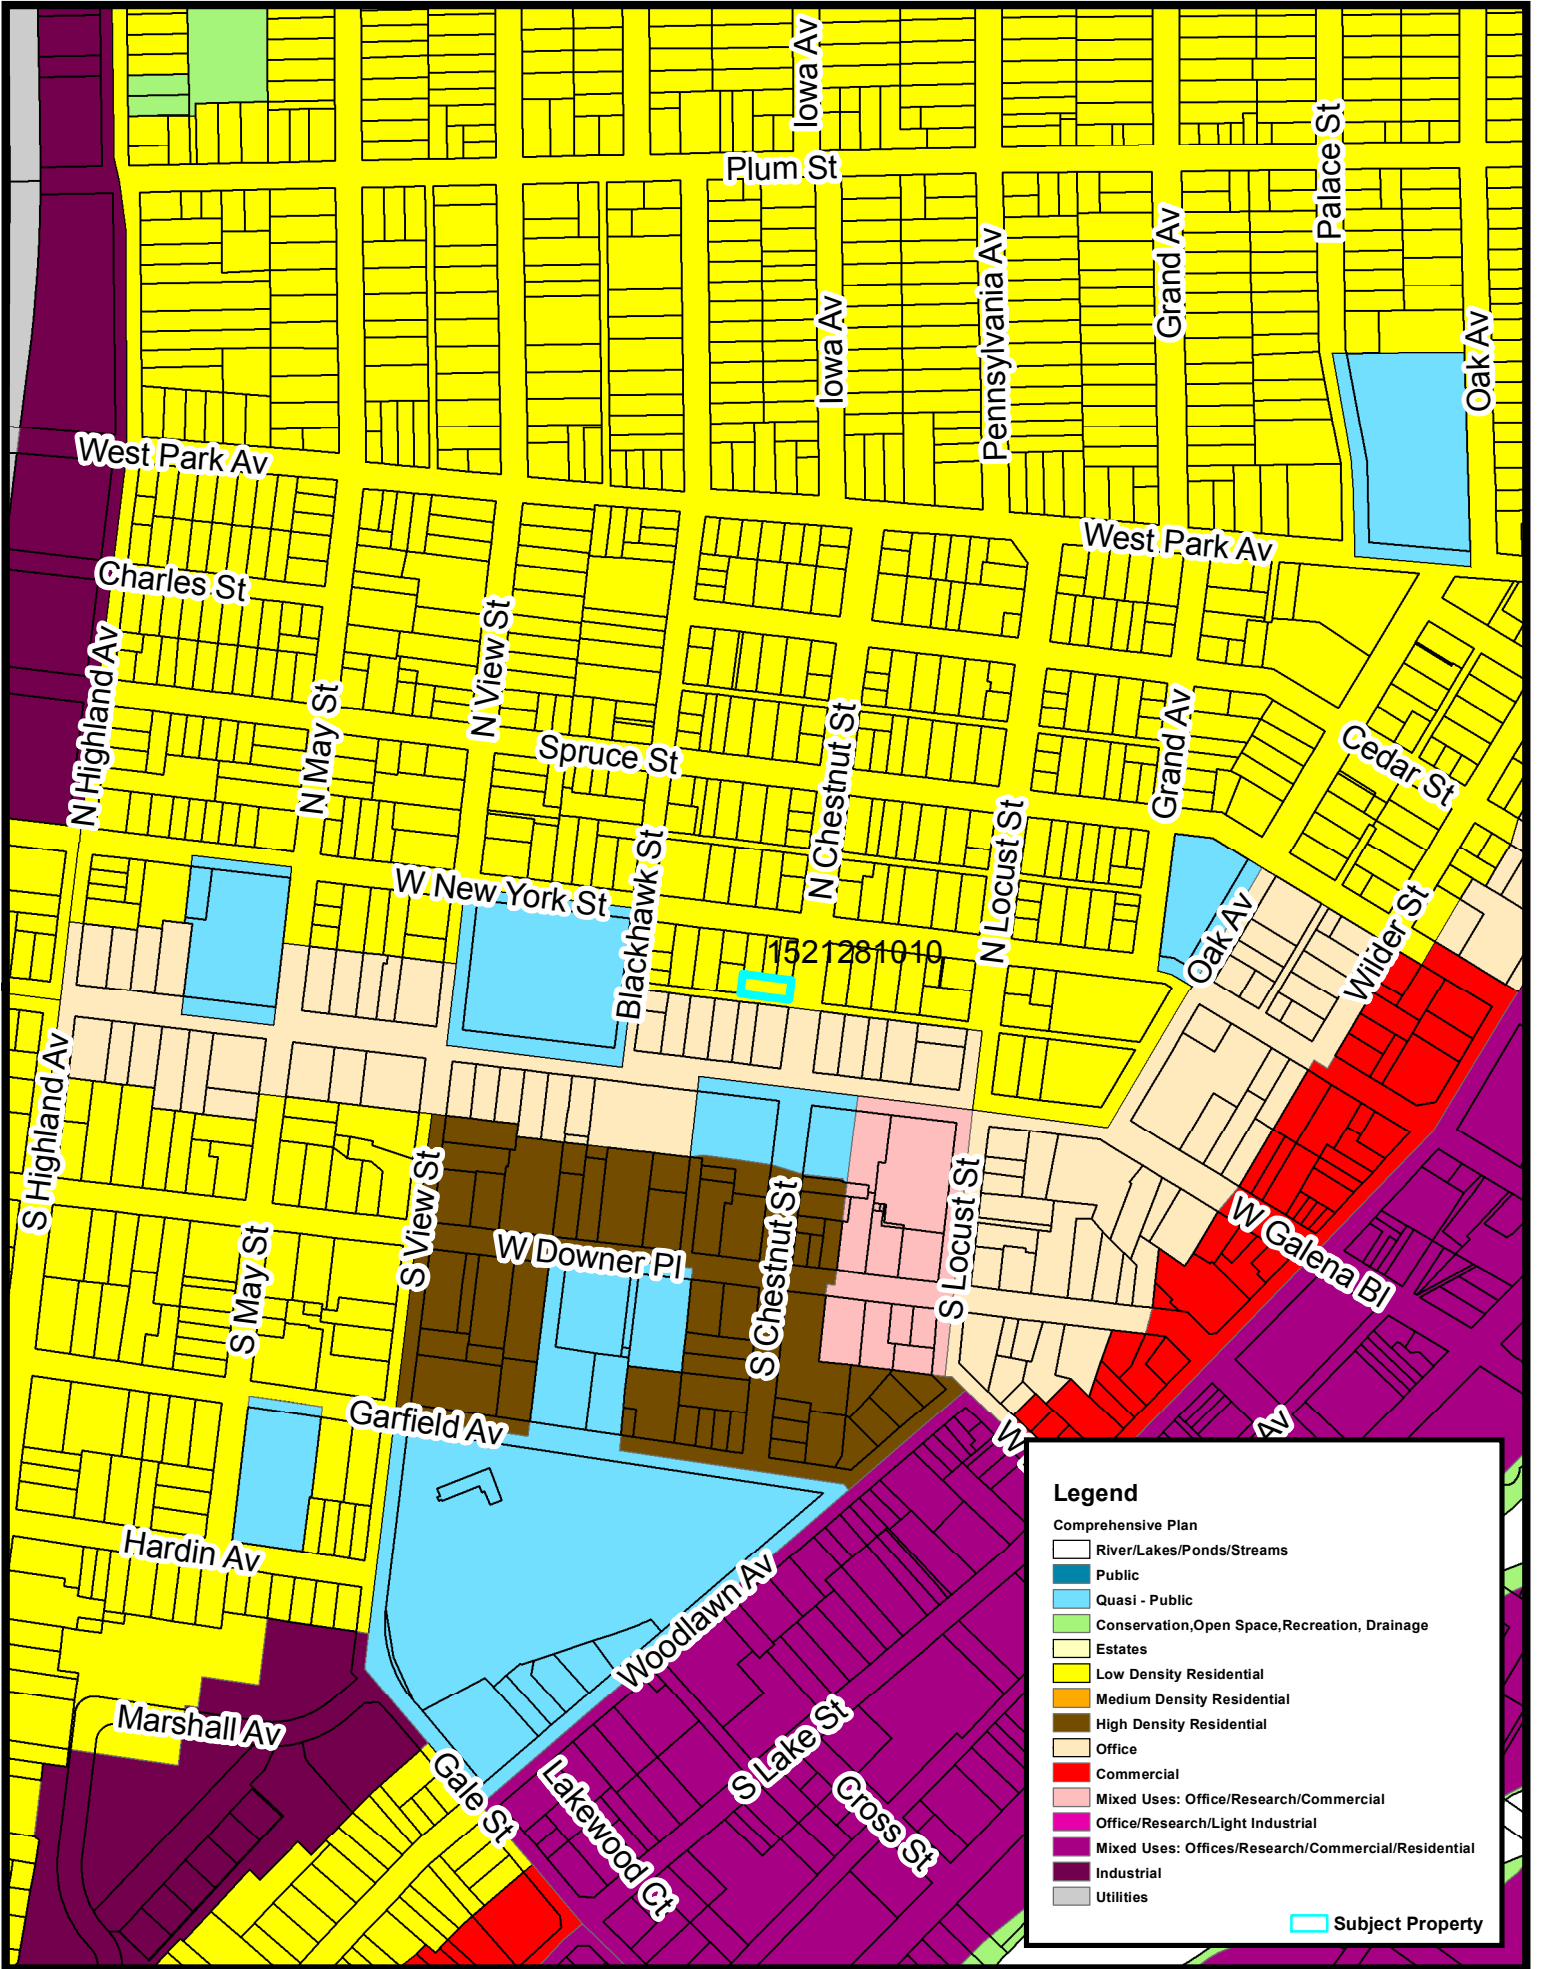 Iowa Av
Plum St
Palace St
Grand Av
Pennsylvania Av
Iowa Av
Oak Av
West Park Av
West Park Av
Charles St
N View St
N Highland Av
N May St
Spruce St
N Chestnut St
Grand Av
Cedar St
Blackhawk St
N Locust St
W New York St
Wilder St
Oak Av
1521281010
S Highland Av
S View St
S Locust St
S Chestnut St
W Galena Bl
S May St
W Downer Pl
Garfield Av
Av
Hardin Av
Woodlawn Av
Marshall Av
S Lake St
Gale St
Lakewood Ct
Cross St
Legend
Comprehensive Plan
River/Lakes/Ponds/Streams
Public
Quasi - Public
Conservation,Open Space,Recreation, Drainage
Estates
Low Density Residential
Medium Density Residential
High Density Residential
Office
Commercial
Mixed Uses: Office/Research/Commercial
Office/Research/Light Industrial
Mixed Uses: Offices/Research/Commercial/Residential
Industrial
Utilities
Subject Property